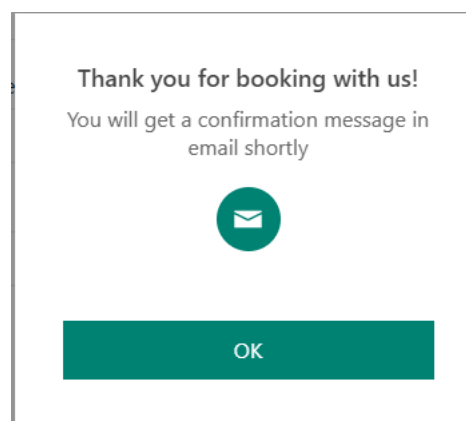 Thank you for booking with us!
You will get a confirmation message in
email shortly
OK